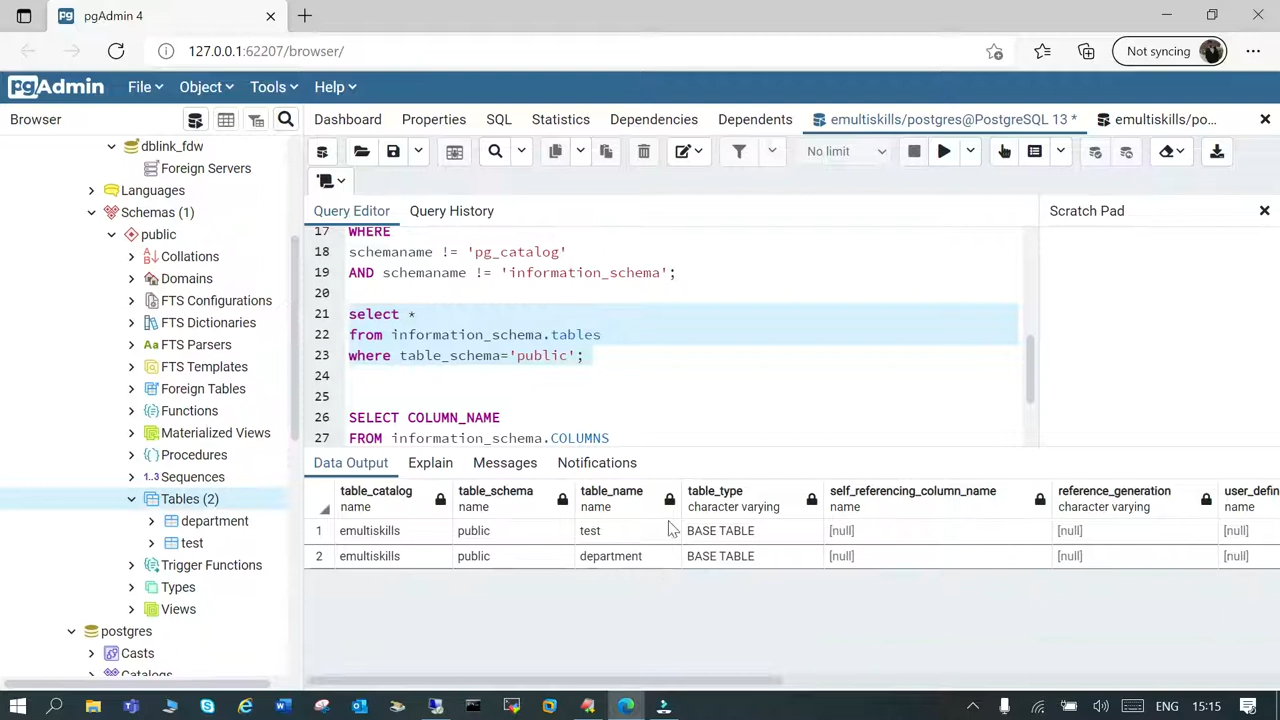 pgAdmin 4
127.0.0.1:62207/browser/
Not syncing
pgAdmin
File
Object
Tools
Help
Browser
Dashboard
Properties
SQL
Statistics
Dependencies
Dependents
emultiskills/postgres@PostgreSQL 13 *
emultiskills/po...
dblink_fdw
Foreign Servers
Languages
Schemas (1)
public
Collations
Domains
FTS Configurations
FTS Dictionaries
Aa FTS Parsers
FTS Templates
Foreign Tables
Functions
Materialized Views
Procedures
1..3 Sequences
Tables (2)
department
test
Trigger Functions
Types
Views
postgres
Casts
Catalogs
No limit
Query Editor
Query History
Scratch Pad
17 WHERE
18 schemaname != 'pg_catalog'
19 AND schemaname != 'information_schema';
20
21 select *
22 from information_schema.tables
23 where table_schema='public';
24
25
26 SELECT COLUMN_NAME
27 FROM information_schema.COLUMNS
Data Output
Explain
Messages
Notifications
table_catalog table_schema table_name table_type self_referencing_column_name reference_generation user_defin
name name name character varying name character varying name
1 emultiskills public test BASE TABLE [null] [null] [null]
2 emultiskills public department BASE TABLE [null] [null] [null]
ENG 15:15